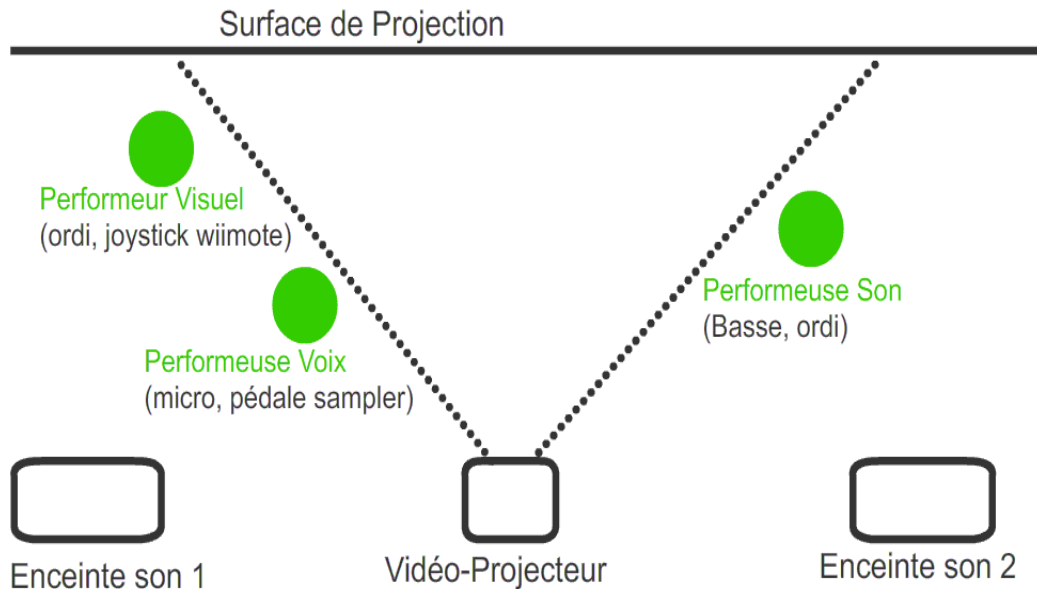 Surface de Projection
Performeur Visuel
(ordi, joystick wiimote)
Performeuse Son
(Basse, ordi)
Performeuse Voix
(micro, pédale sampler)
Enceinte son 1
Vidéo-Projecteur
Enceinte son 2